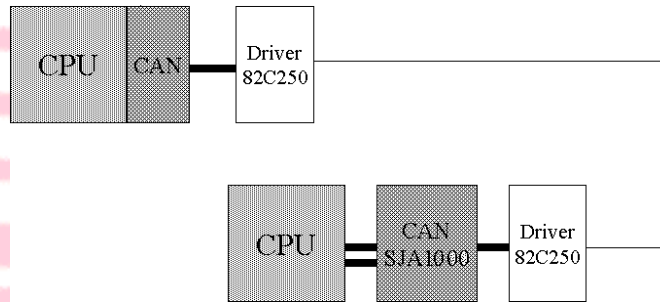 CPU
CAN
Driver
82C250
CPU
CAN
SJA1000
Driver
82C250